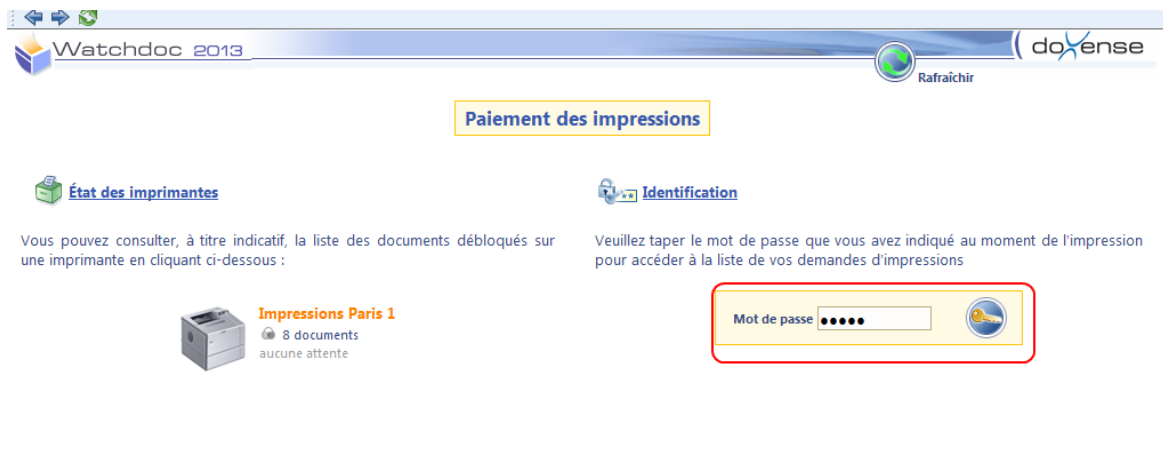 Watchdoc 2013
doXense
Rafraîchir
Paiement des impressions
État des imprimantes
Vous pouvez consulter, à titre indicatif, la liste des documents débloqués sur
une imprimante en cliquant ci-dessous :
Impressions Paris 1
8 documents
aucune attente
Identification
Veuillez taper le mot de passe que vous avez indiqué au moment de l'impression
pour accéder à la liste de vos demandes d'impressions
Mot de passe ●●●●●